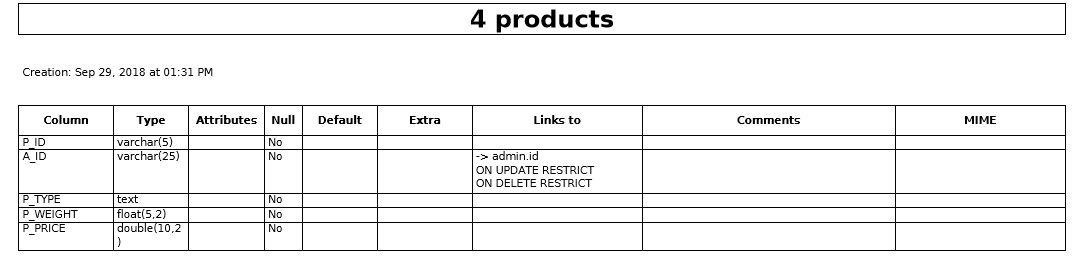 4 products
Creation: Sep 29, 2018 at 01:31 PM
Column Type Attributes Null Default Extra Links to Comments MIME
P_ID varchar(5) No
A_ID varchar(25) No -> admin.id
ON UPDATE RESTRICT
ON DELETE RESTRICT
P_TYPE text No
P_WEIGHT float(5,2) No
P_PRICE double(10,2 No
)